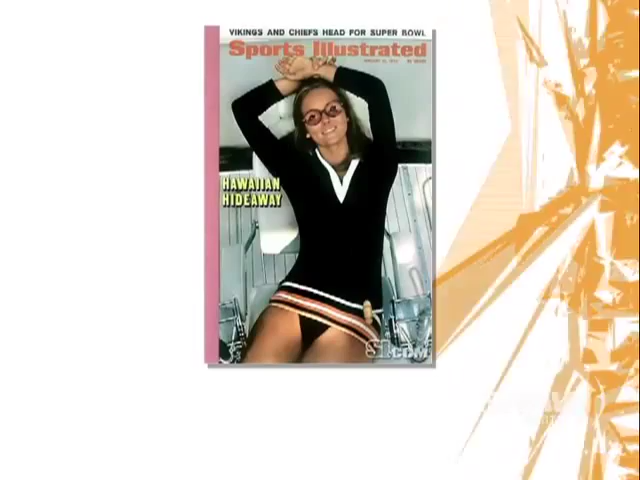 VIKINGS AND CHIEFS HEAD FOR SUPER BOWL
Sports Illustrated
HAWAIIAN
HIDEAWAY
SI.COM